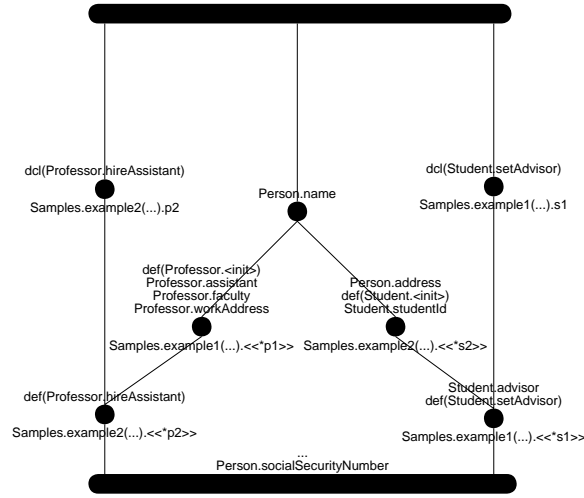 dcl(Professor.hireAssistant)
Samples.example2(...).p2
Person.name
dcl(Student.setAdvisor)
Samples.example1(...).s1
def(Professor.<init>)
Professor.assistant
Professor.faculty
Professor.workAddress
Samples.example1(...).<<*p1>>
Person.address
def(Student.<init>)
Student.studentId
Samples.example2(...).<<*s2>>
def(Professor.hireAssistant)
Samples.example2(...).<<*p2>>
Student.advisor
def(Student.setAdvisor)
Samples.example1(...).<<*s1>>
...
Person.socialSecurityNumber